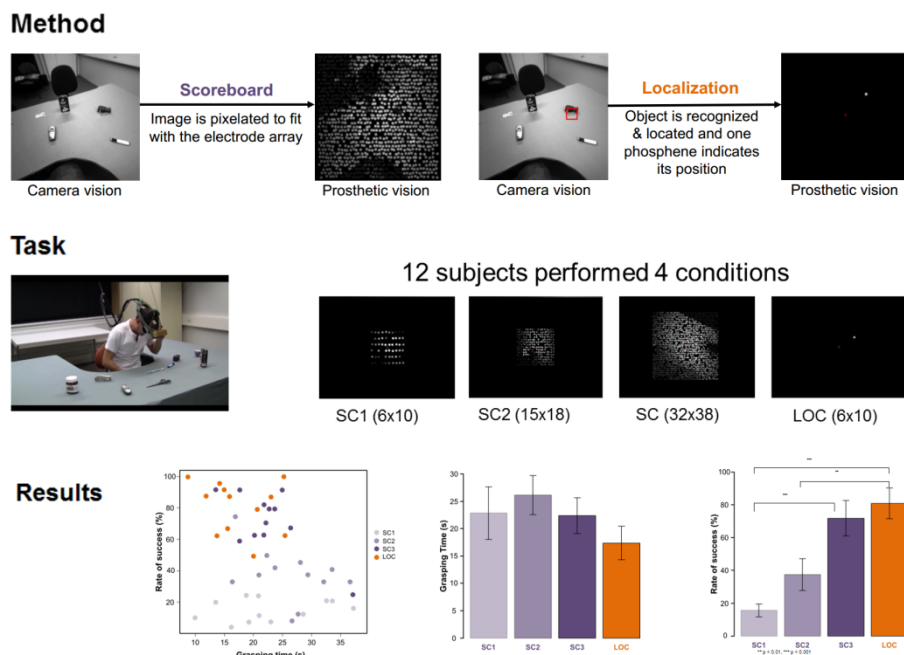 Method
Scoreboard
Image is pixelated to fit
with the electrode array
Localization
Object is recognized
& located and one
phosphene indicates
its position
Camera vision
Prosthetic vision
Camera vision
Prosthetic vision
Task
12 subjects performed 4 conditions
SC1 (6x10)
SC2 (15x18)
SC (32x38)
LOC (6x10)
Results
Rate of success (%)
100
80
60
40
20
10
15
20
25
30
35
Grasping time (s)
SC1
SC2
SC3
LOC
Grasping Time (s)
30
25
20
15
10
5
0
SC1
SC2
SC3
LOC
Rate of success (%)
100
80
60
40
20
0
**
**
SC1
SC2
SC3
LOC
** p < 0.01, *** p < 0.001